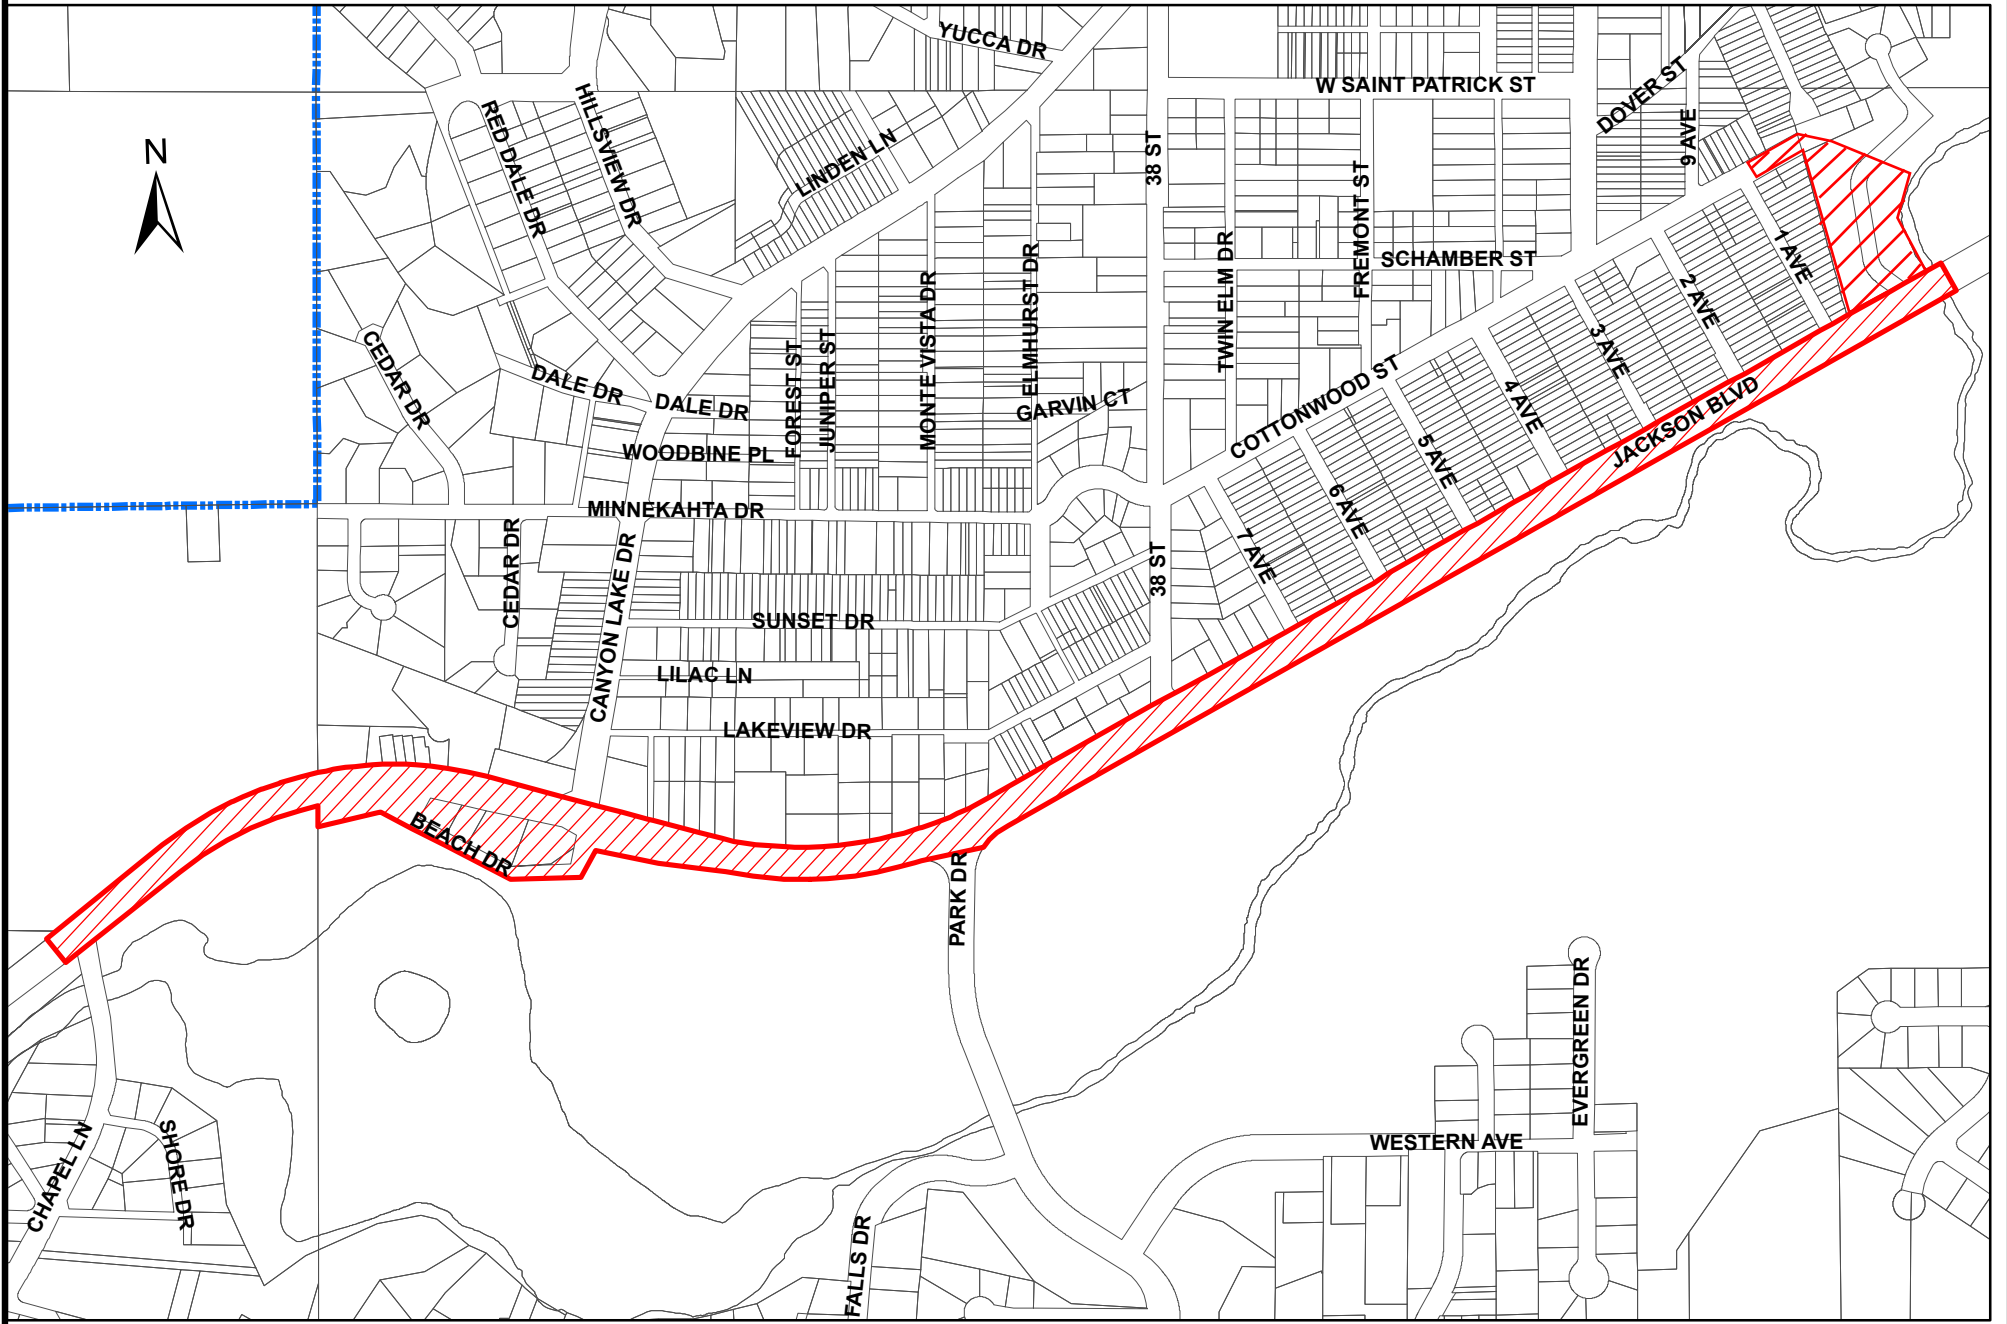 YUCCA DR
W SAINT PATRICK ST
DOVER ST
9 AVE
N
RED DALE DR
HILLSVIEW DR
LINDEN LN
38 ST
FREMONT ST
TWIN ELM DR
SCHAMBER ST
1 AVE
2 AVE
3 AVE
4 AVE
5 AVE
6 AVE
7 AVE
CEDAR DR
DALE DR
DALE DR
FOREST ST
JUNIPER ST
MONTE VISTA DR
ELMHURST DR
GARVIN CT
COTTONWOOD ST
JACKSON BLVD
WOODBINE PL
MINNEKAHTA DR
CEDAR DR
CANYON LAKE DR
38 ST
SUNSET DR
LILAC LN
LAKEVIEW DR
BEACH DR
PARK DR
EVERGREEN DR
WESTERN AVE
CHAPEL LN
SHORE DR
FALLS DR